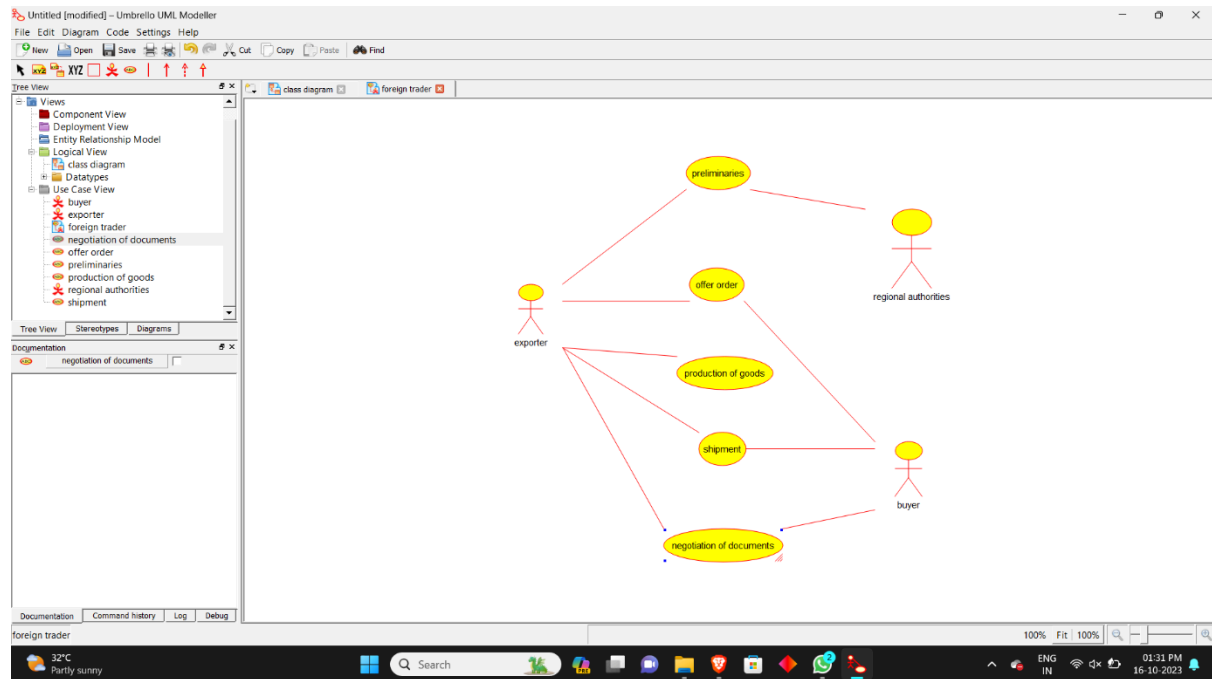 Untitled [modified] – Umbrello UML Modeller
File Edit Diagram Code Settings Help
New Open Save Cut Copy Paste Find
XYZ XYZ
Tree View
class diagram foreign trader
Views
Component View
Deployment View
Entity Relationship Model
Logical View
class diagram
Datatypes
Use Case View
buyer
exporter
foreign trader
negotiation of documents
offer order
preliminaries
production of goods
regional authorities
shipment
Tree View Stereotypes Diagrams
Documentation
negotiation of documents
preliminaries
regional authorities
offer order
exporter
production of goods
shipment
buyer
negotiation of documents
Documentation Command history Log Debug
foreign trader
100% Fit 100%
32°C
Partly sunny
Search
PRE
2
ENG
IN
01:31 PM
16-10-2023